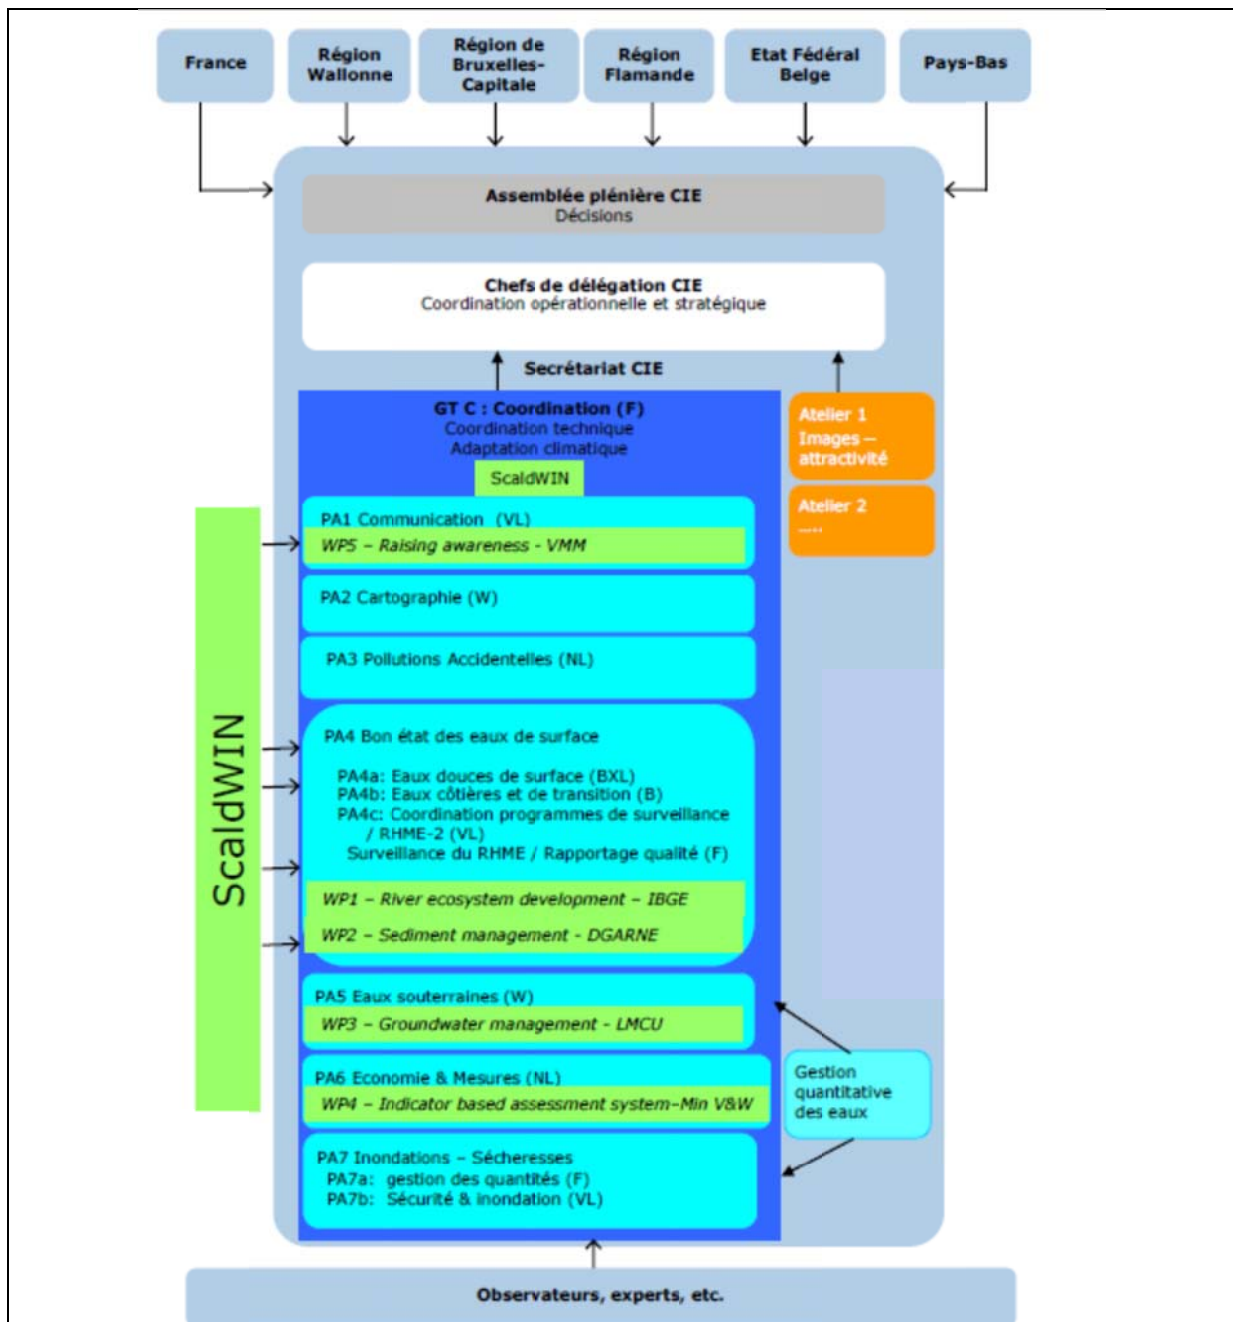 France
Région
Wallonne
Région de
Bruxelles-
Capitale
Région
Flamande
Etat Fédéral
Belge
Pays-Bas
Assemblée plénière CIE
Décisions
Chefs de délégation CIE
Coordination opérationnelle et stratégique
Secrétariat CIE
GT C : Coordination (F)
Coordination technique
Adaptation climatique
ScaldWIN
Atelier 1
Images –
attractivité
Atelier 2
.....
ScaldWIN
PA1 Communication (VL)
WP5 – Raising awareness - VMM
PA2 Cartographie (W)
PA3 Pollutions Accidentelles (NL)
PA4 Bon état des eaux de surface
PA4a: Eaux douces de surface (BXL)
PA4b: Eaux côtières et de transition (B)
PA4c: Coordination programmes de surveillance
/ RHME-2 (VL)
Surveillance du RHME / Rapportage qualité (F)
WP1 – River ecosystem development – IBGE
WP2 – Sediment management - DGARNE
PA5 Eaux souterraines (W)
WP3 – Groundwater management - LMCU
PA6 Economie & Mesures (NL)
WP4 – Indicator based assessment system–Min V&W
Gestion
quantitative
des eaux
PA7 Inondations – Sécheresses
PA7a: gestion des quantités (F)
PA7b: Sécurité & inondation (VL)
Observateurs, experts, etc.